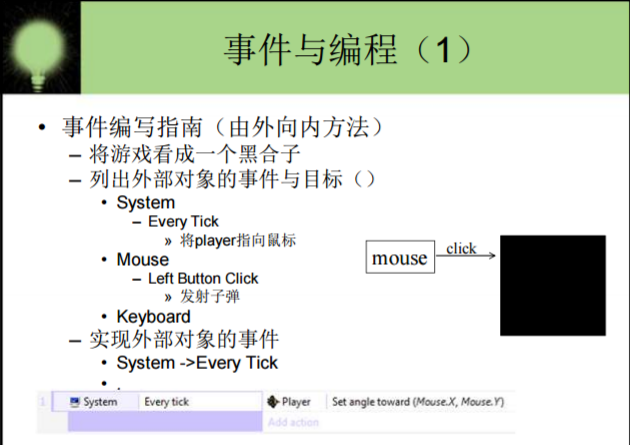 事件与编程（1）
• 事件编写指南（由外向内方法）
– 将游戏看成一个黑合子
– 列出外部对象的事件与目标（）
• System
– Every Tick
» 将player指向鼠标
• Mouse
– Left Button Click
» 发射子弹
• Keyboard
– 实现外部对象的事件
• System ->Every Tick
• .
mouse
click
1 System Every tick Player Set angle toward (Mouse.X, Mouse.Y)
Add action